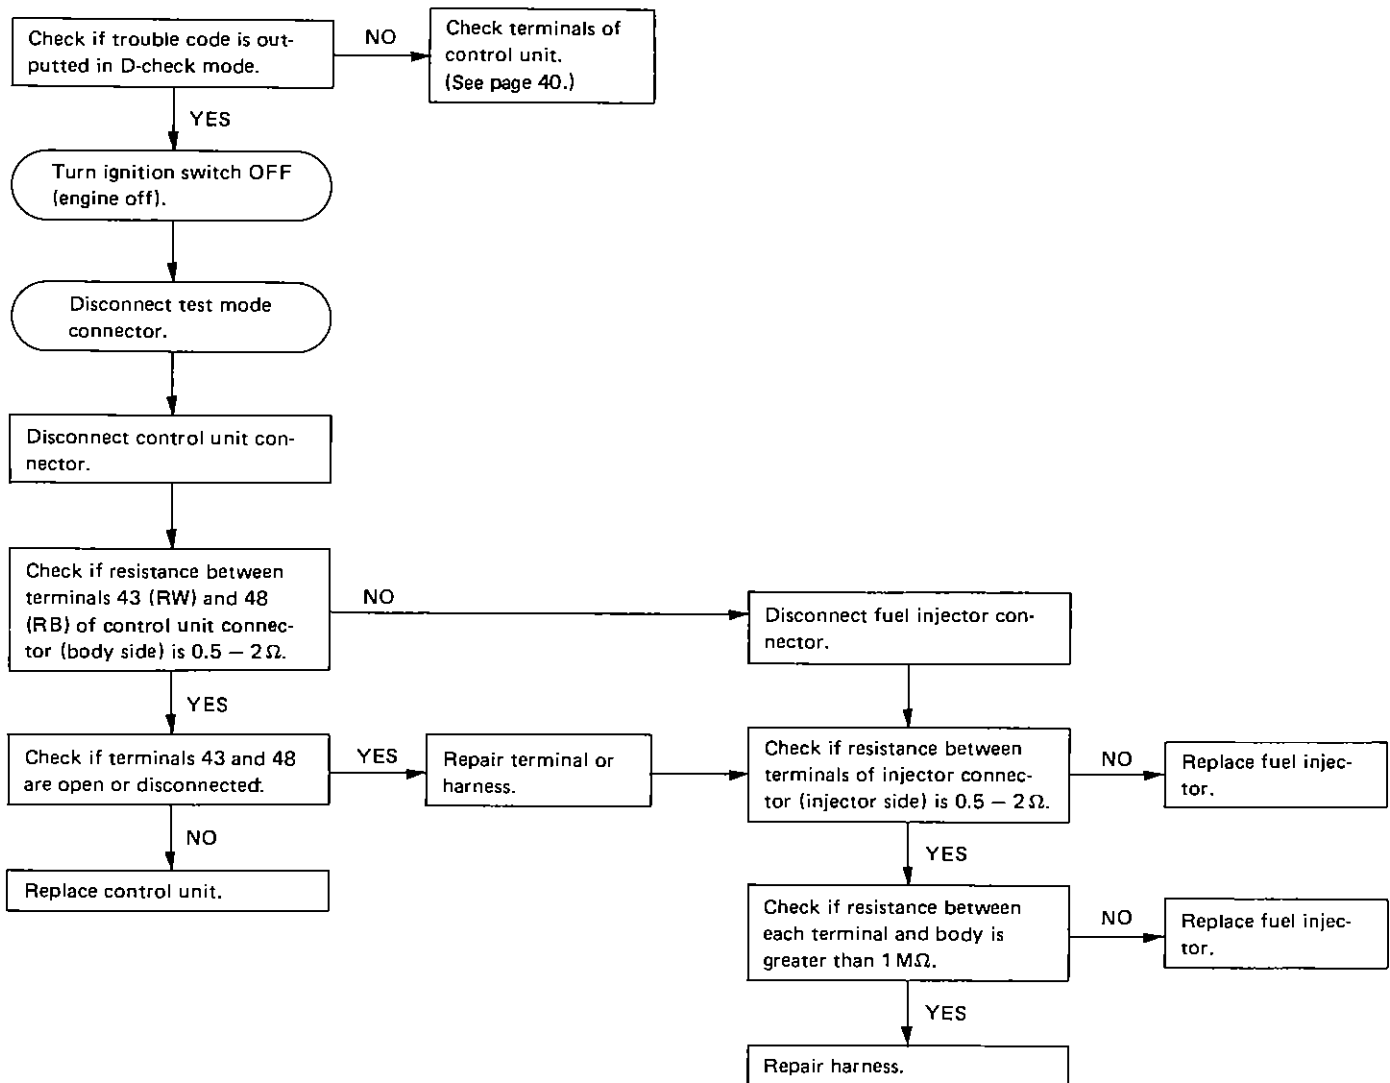 Check if trouble code is out-
putted in D-check mode.
NO
Check terminals of
control unit.
(See page 40.)
YES
Turn ignition switch OFF
(engine off).
Disconnect test mode
connector.
Disconnect control unit con-
nector.
Check if resistance between
terminals 43 (RW) and 48
(RB) of control unit connec-
tor (body side) is 0.5 – 2Ω.
NO
Disconnect fuel injector con-
nector.
YES
Check if terminals 43 and 48
are open or disconnected.
YES
Repair terminal or
harness.
Check if resistance between
terminals of injector connec-
tor (injector side) is 0.5 – 2Ω.
NO
Replace fuel injec-
tor.
NO
Replace control unit.
YES
Check if resistance between
each terminal and body is
greater than 1 MΩ.
NO
Replace fuel injec-
tor.
YES
Repair harness.